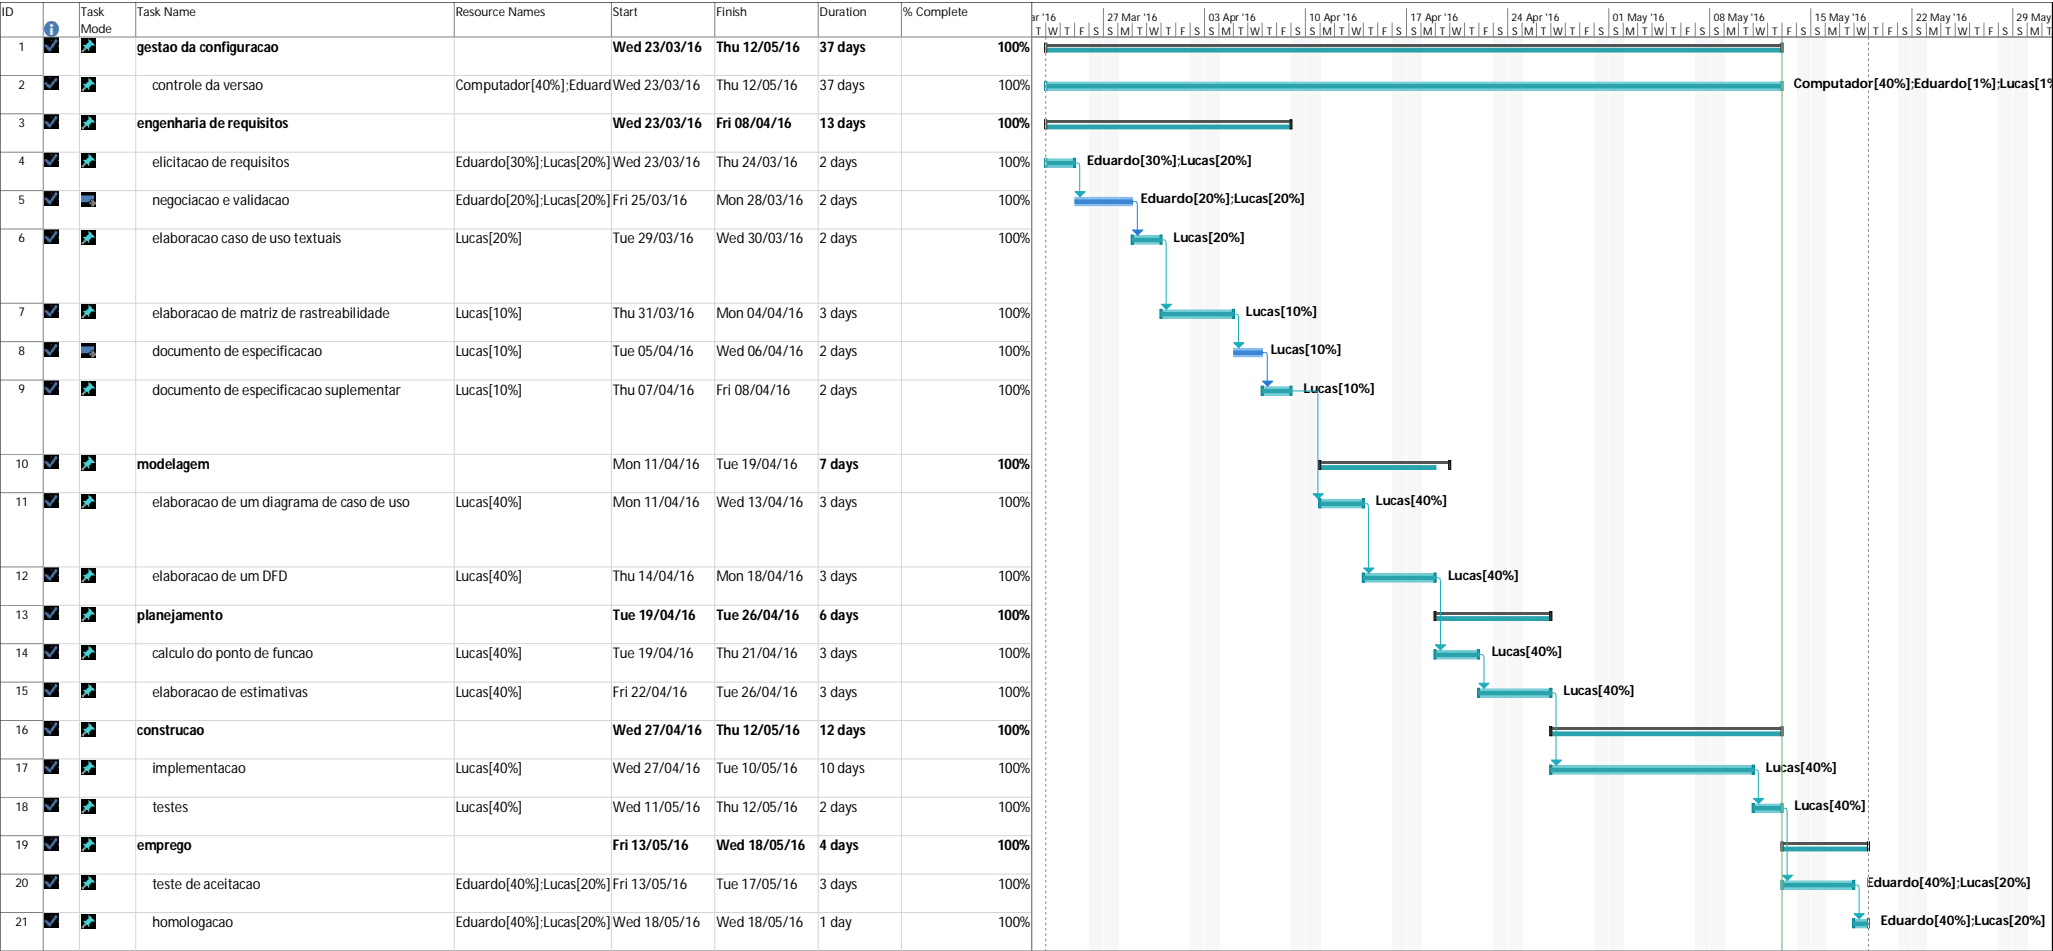 ID Task Mode Task Name Resource Names Start Finish Duration % Complete
'16 27 Mar '16 03 Apr '16 10 Apr '16 17 Apr '16 24 Apr '16 01 May '16 08 May '16 15 May '16 22 May '16 29 May
T W T F S S M T W T F S S M T W T F S S M T W T F S S M T W T F S S M T W T F S S M T W T F S S M T W T F S S M T W T F S S M T W T F S S M T
1 gestao da configuracao Wed 23/03/16 Thu 12/05/16 37 days 100%
2 controle da versao Computador[40%];Eduard Wed 23/03/16 Thu 12/05/16 37 days 100% Computador[40%];Eduardo[1%];Lucas[1%
3 engenharia de requisitos Wed 23/03/16 Fri 08/04/16 13 days 100%
4 elicitacao de requisitos Eduardo[30%];Lucas[20%] Wed 23/03/16 Thu 24/03/16 2 days 100% Eduardo[30%];Lucas[20%]
5 negociacao e validacao Eduardo[20%];Lucas[20%] Fri 25/03/16 Mon 28/03/16 2 days 100% Eduardo[20%];Lucas[20%]
6 elaboracao caso de uso textuais Lucas[20%] Tue 29/03/16 Wed 30/03/16 2 days 100% Lucas[20%]
7 elaboracao de matriz de rastreabilidade Lucas[10%] Thu 31/03/16 Mon 04/04/16 3 days 100% Lucas[10%]
8 documento de especificacao Lucas[10%] Tue 05/04/16 Wed 06/04/16 2 days 100% Lucas[10%]
9 documento de especificacao suplementar Lucas[10%] Thu 07/04/16 Fri 08/04/16 2 days 100% Lucas[10%]
10 modelagem Mon 11/04/16 Tue 19/04/16 7 days 100%
11 elaboracao de um diagrama de caso de uso Lucas[40%] Mon 11/04/16 Wed 13/04/16 3 days 100% Lucas[40%]
12 elaboracao de um DFD Lucas[40%] Thu 14/04/16 Mon 18/04/16 3 days 100% Lucas[40%]
13 planejamento Tue 19/04/16 Tue 26/04/16 6 days 100%
14 calculo do ponto de funcao Lucas[40%] Tue 19/04/16 Thu 21/04/16 3 days 100% Lucas[40%]
15 elaboracao de estimativas Lucas[40%] Fri 22/04/16 Tue 26/04/16 3 days 100% Lucas[40%]
16 construcao Wed 27/04/16 Thu 12/05/16 12 days 100%
17 implementacao Lucas[40%] Wed 27/04/16 Tue 10/05/16 10 days 100% Lucas[40%]
18 testes Lucas[40%] Wed 11/05/16 Thu 12/05/16 2 days 100% Lucas[40%]
19 emprego Fri 13/05/16 Wed 18/05/16 4 days 100%
20 teste de aceitacao Eduardo[40%];Lucas[20%] Fri 13/05/16 Tue 17/05/16 3 days 100% Eduardo[40%];Lucas[20%]
21 homologacao Eduardo[40%];Lucas[20%] Wed 18/05/16 Wed 18/05/16 1 day 100% Eduardo[40%];Lucas[20%]